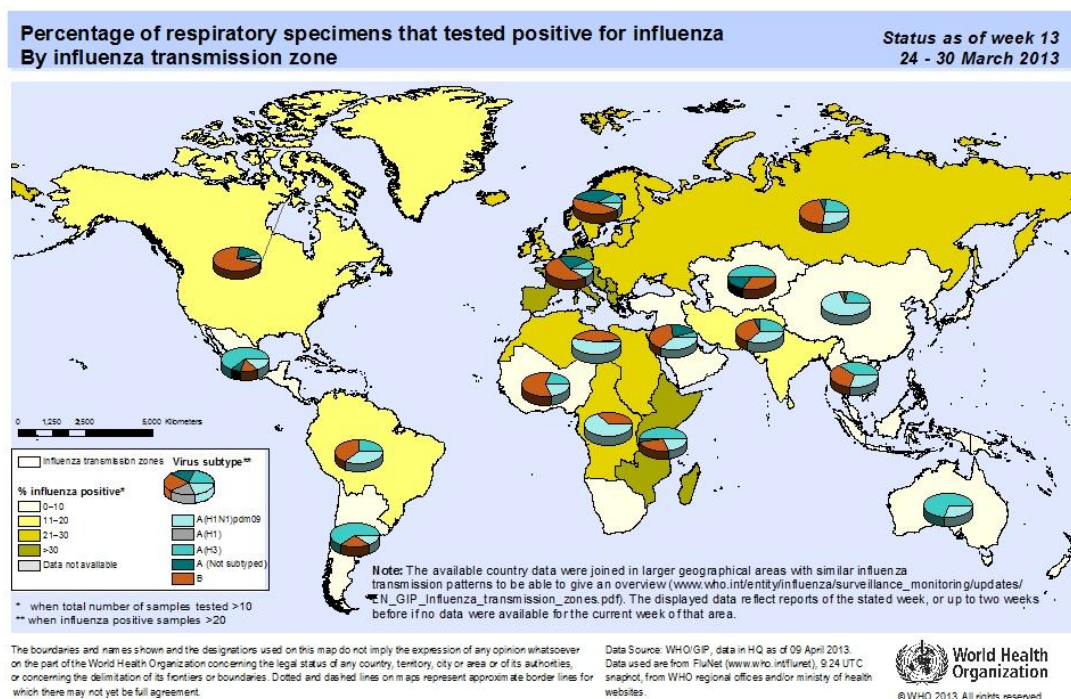 Percentage of respiratory specimens that tested positive for influenza
By influenza transmission zone
Status as of week 13
24 - 30 March 2013
0 1,250 2,500 5,000 Kilometers
Influenza transmission zones
Virus subtype**
% influenza positive*
0–10
11–20
21–30
>30
Data not available
A(H1N1)pdm09
A(H1)
A(H3)
A (Not subtyped)
B
* when total number of samples tested >10
** when influenza positive samples >20
Note: The available country data were joined in larger geographical areas with similar influenza
transmission patterns to be able to give an overview (www.who.int/entity/influenza/surveillance_monitoring/updates/
EN_GIP_Influenza_transmission_zones.pdf). The displayed data reflect reports of the stated week, or up to two weeks
before if no data were available for the current week of that area.
The boundaries and names shown and the designations used on this map do not imply the expression of any opinion whatsoever
on the part of the World Health Organization concerning the legal status of any country, territory, city or area or of its authorities,
or concerning the delimitation of its frontiers or boundaries. Dotted and dashed lines on maps represent approximate border lines for
which there may not yet be full agreement.
Data Source: WHO/GIP, data in HQ as of 09 April 2013.
Data used are from FluNet (www.who.int/flunet), 9:24 UTC
snapshot, from WHO regional offices and/or ministry of health
websites.
World Health
Organization
© WHO 2013. All rights reserved.